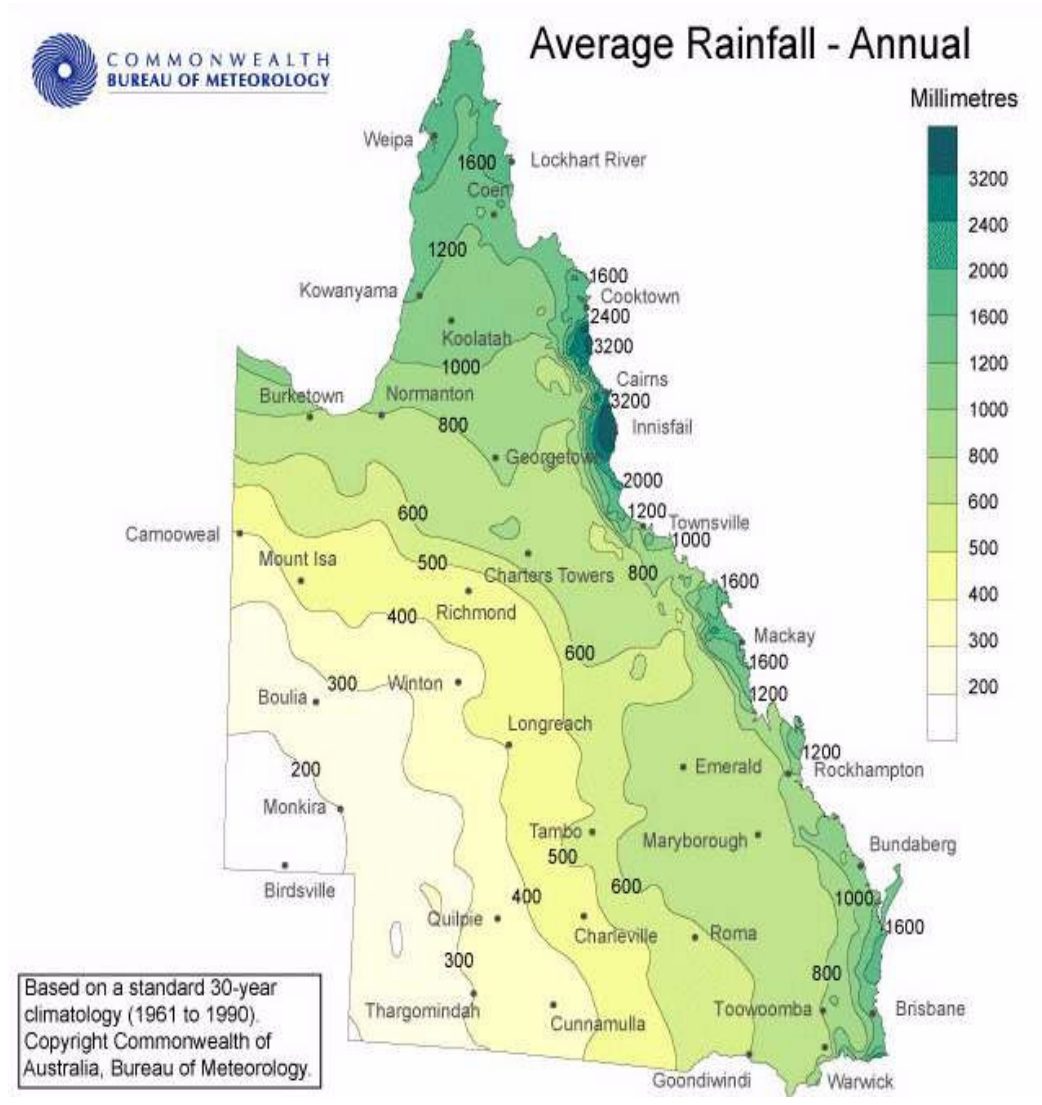 COMMONWEALTH
BUREAU OF METEOROLOGY
Average Rainfall - Annual
Millimetres
3200
2400
2000
1600
1200
1000
800
600
500
400
300
200
Weipa
1600
Lockhart River
Coen
1200
1600
Kowanyama
Cooktown
2400
Koolatah
3200
1000
Cairns
Burketown
Normanton
3200
800
Innisfail
Georgetown
2000
600
1200
Townsville
Camooweal
1000
Mount Isa
500
Charters Towers
800
1600
Richmond
400
Mackay
600
1600
300
Winton
1200
Boulia
Longreach
1200
200
Emerald
Rockhampton
Monkira
Tambo
Maryborough
Bundaberg
500
Birdsville
600
400
1000
Quilpie
1600
Charleville
Roma
300
800
Thargomindah
Toowoomba
Brisbane
Cunnamulla
Goondiwindi
Warwick
Based on a standard 30-year
climatology (1961 to 1990).
Copyright Commonwealth of
Australia, Bureau of Meteorology.